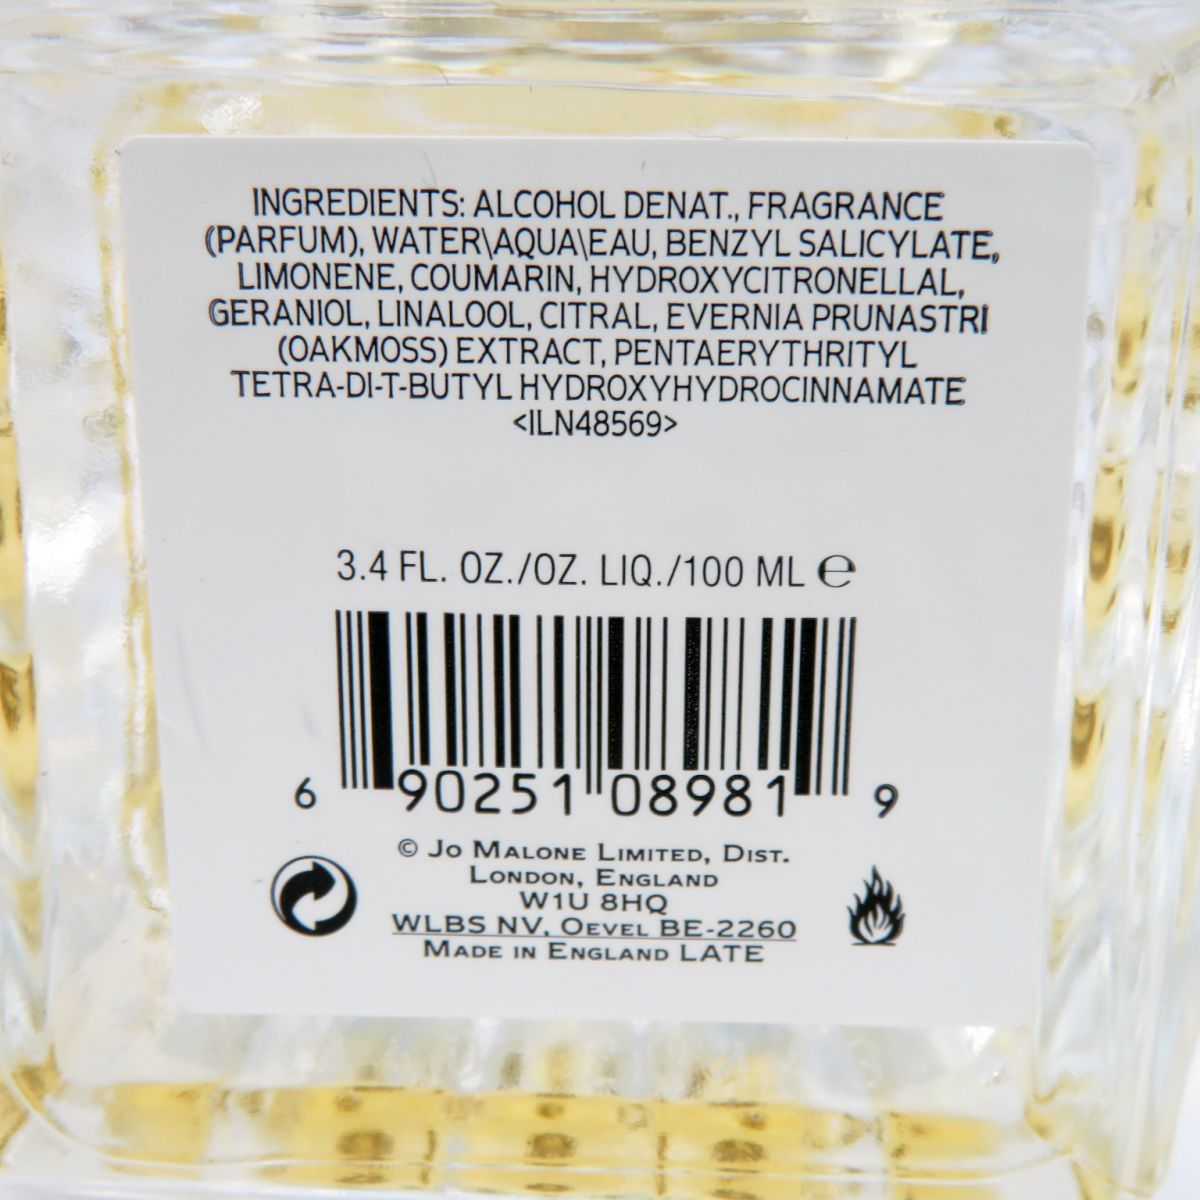 INGREDIENTS: ALCOHOL DENAT., FRAGRANCE
(PARFUM), WATER\AQUA\EAU, BENZYL SALICYLATE,
LIMONENE, COUMARIN, HYDROXYCITRONELLAL,
GERANIOL, LINALOOL, CITRAL, EVERNIA PRUNASTRI
(OAKMOSS) EXTRACT, PENTAERYTHRITYL
TETRA-DI-T-BUTYL HYDROXYHYDROCINNAMATE
<ILN48569>
3.4 FL. OZ./OZ. LIQ./100 ML ℮
6 90251 08981 9
© JO MALONE LIMITED, DIST.
LONDON, ENGLAND
W1U 8HQ
WLBS NV, OEVEL BE-2260
MADE IN ENGLAND LATE